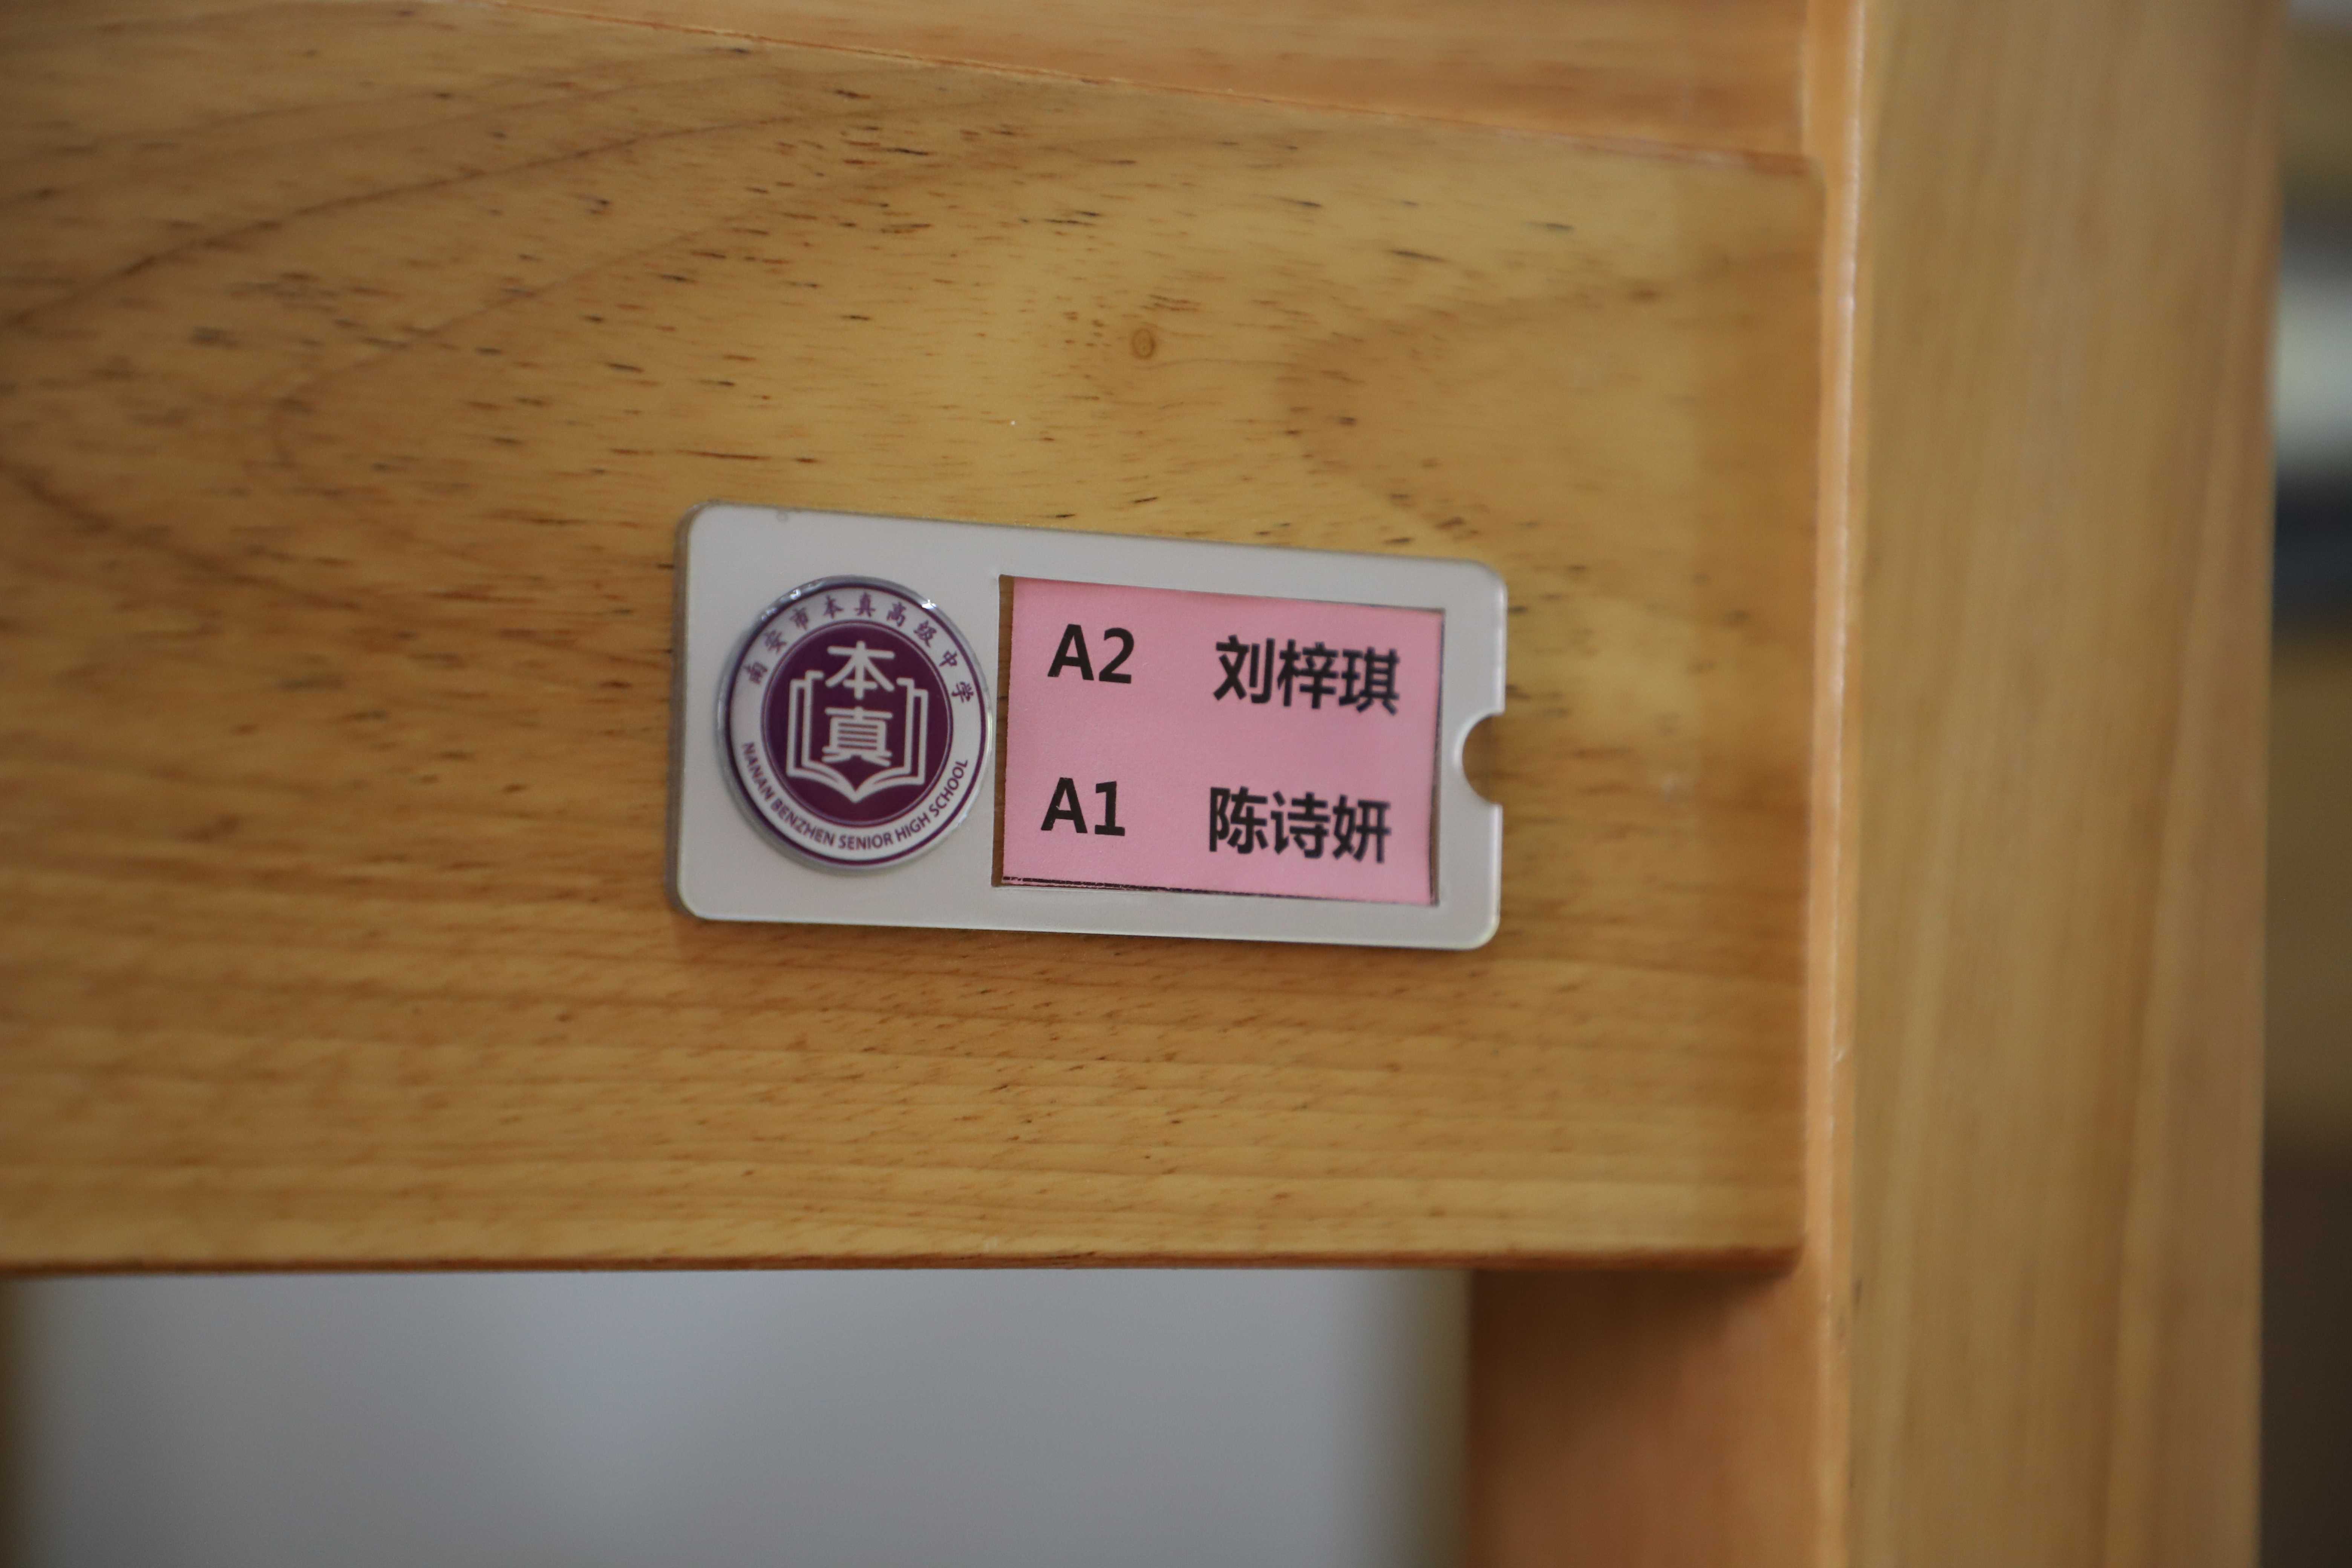 南安市本真高级中学
本
真
NANAN BENZHEN SENIOR HIGH SCHOOL
A2 刘梓琪
A1 陈诗妍